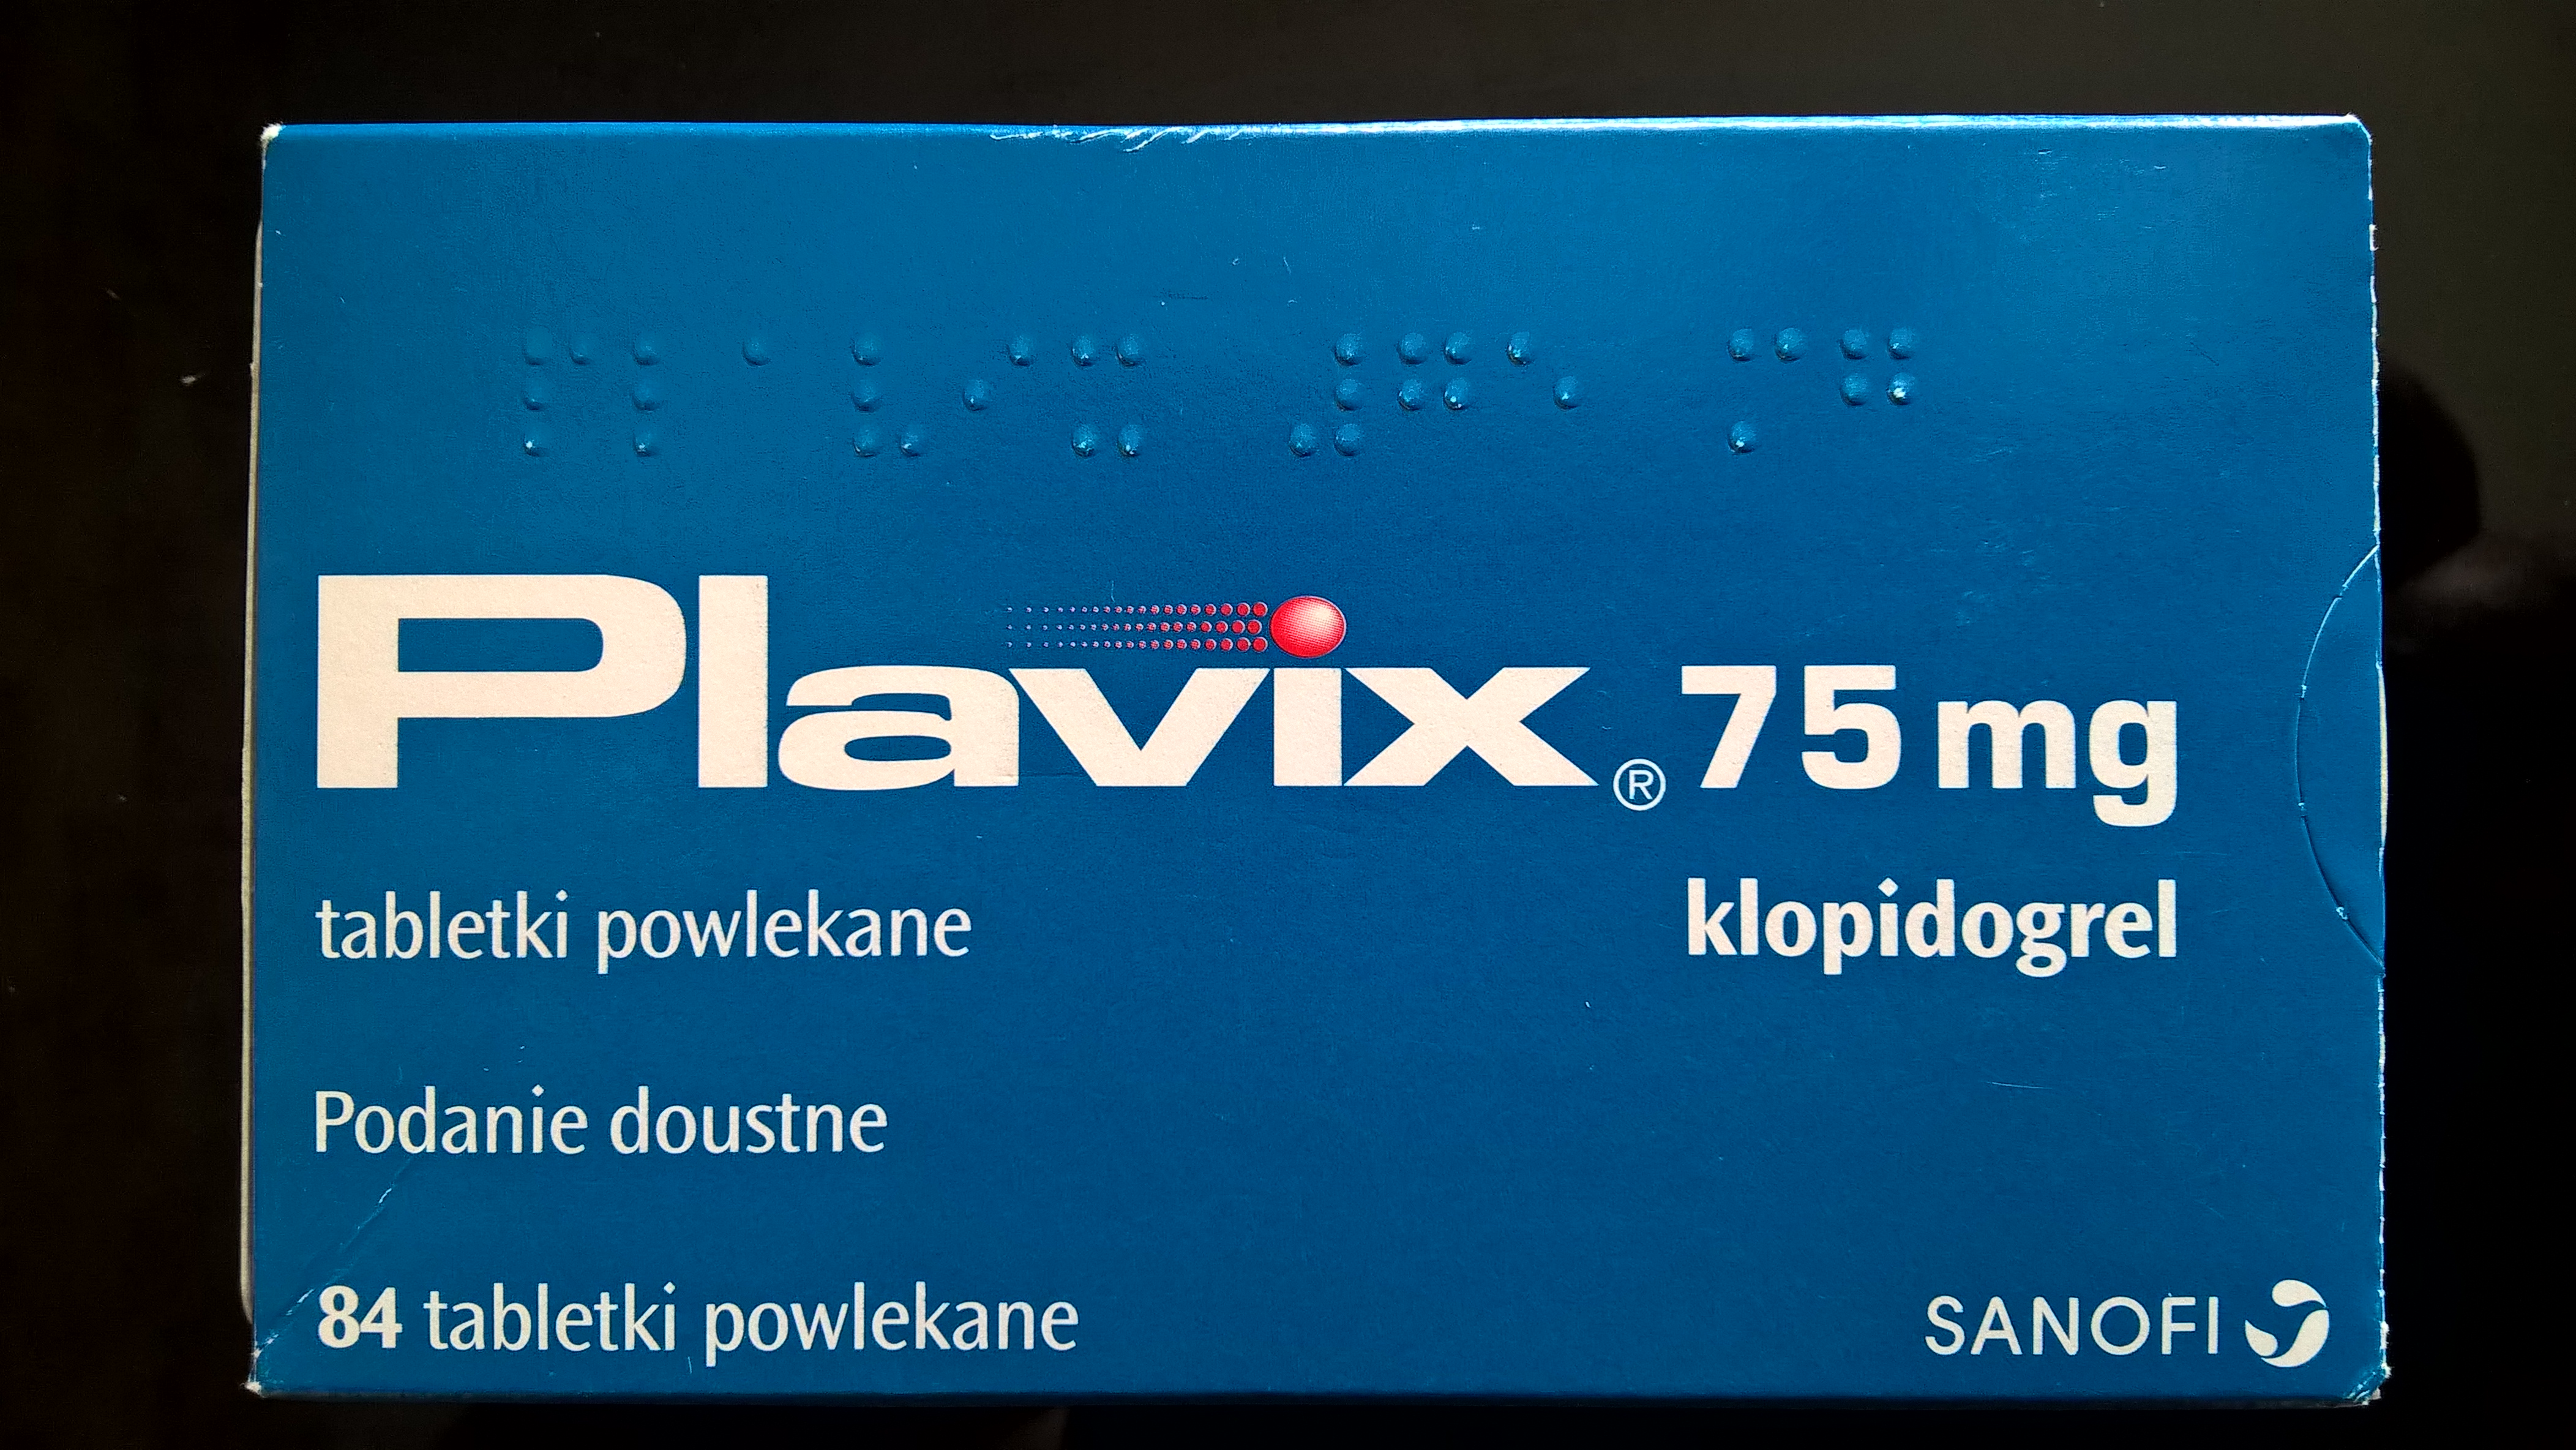 ⠏⠇⠁⠧⠊⠭ ⠼⠛⠑ ⠍⠛
Plavix® 75 mg
tabletki powlekane klopidogrel
Podanie doustne
84 tabletki powlekane
SANOFI